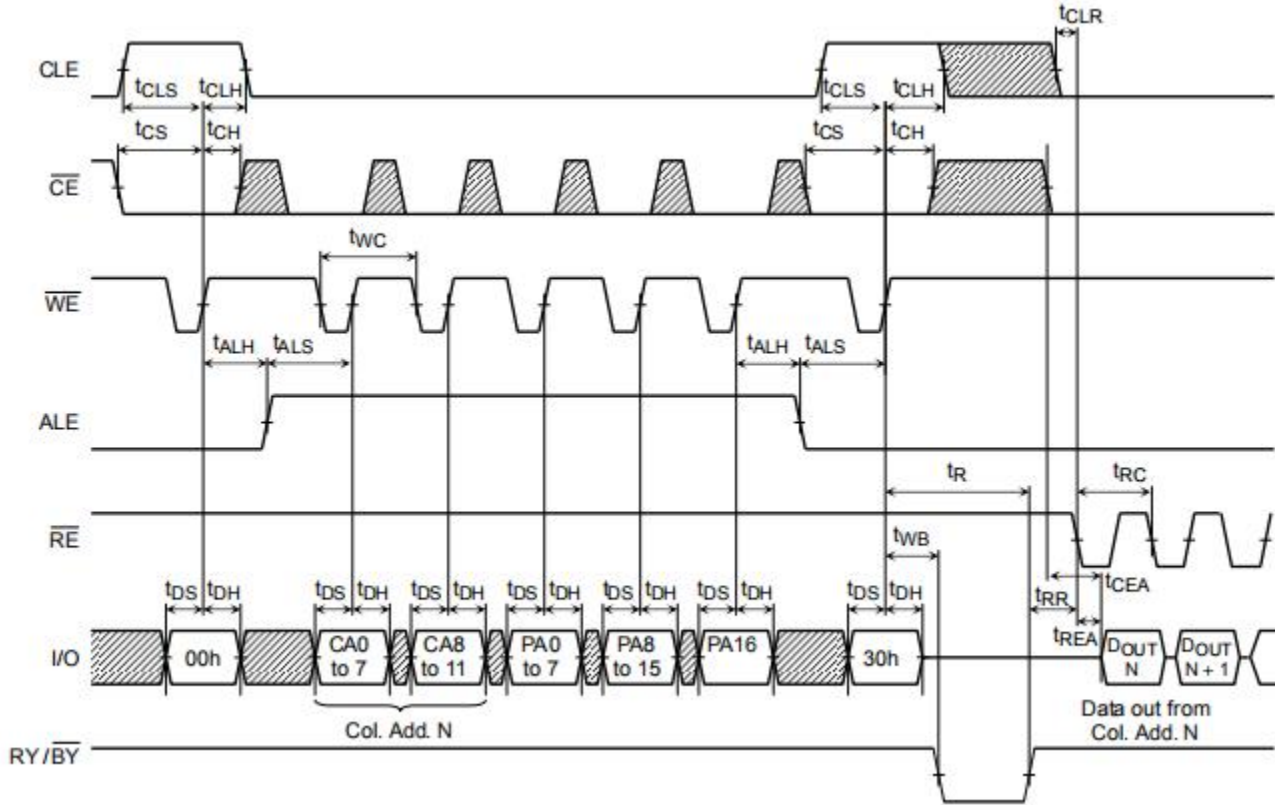 tCLR
CLE
tCLS tCLH tCLS tCLH
tCS tCH tCS tCH
CE
tWC
WE
tALH tALS tALH tALS
ALE
tR tRC
RE
tWB
tDS tDH tDS tDH tDS tDH tDS tDH tDS tDH tDS tDH tDS tDH tRR tCEA
tREA
I/O 00h CA0 to 7 CA8 to 11 PA0 to 7 PA8 to 15 PA16 30h DOUT N DOUT N + 1
Col. Add. N
Data out from
Col. Add. N
RY/BY